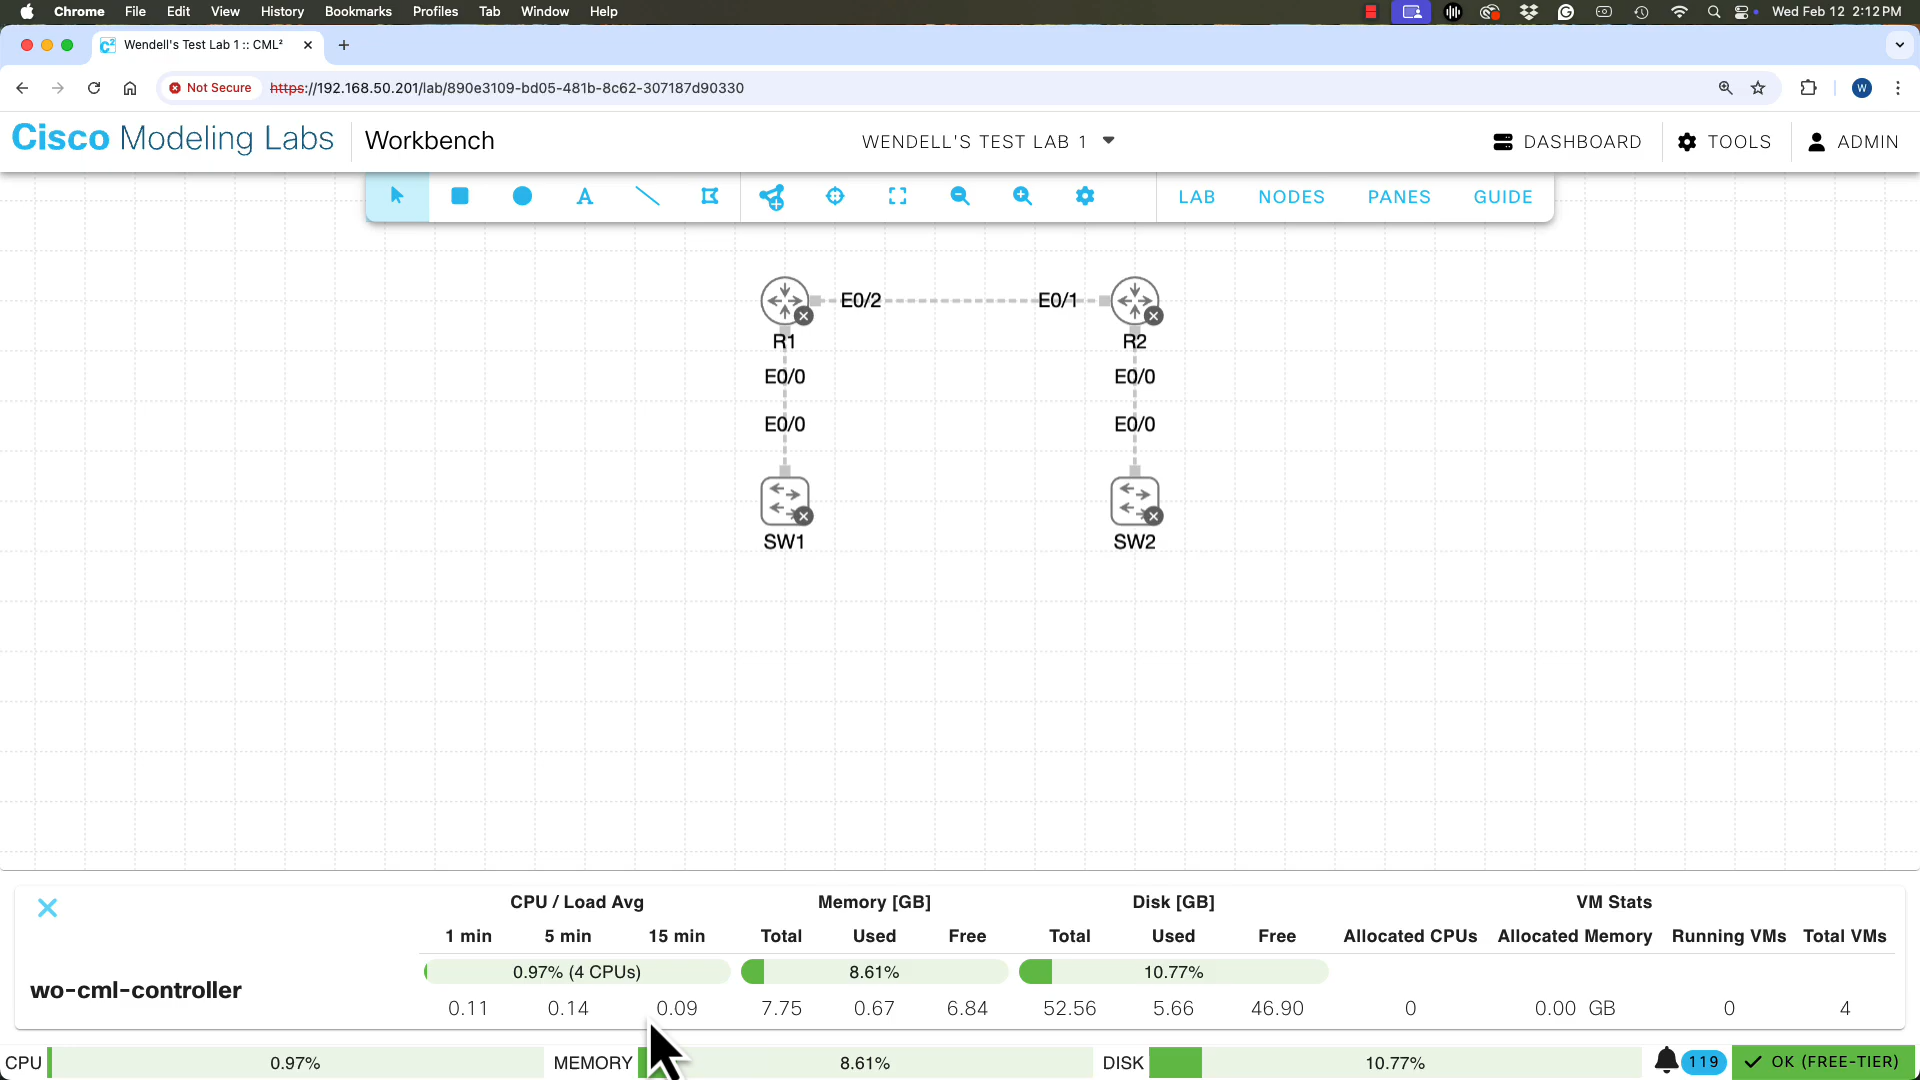 Chrome File Edit View History Bookmarks Profiles Tab Window Help Wed Feb 12 2:12 PM
Wendell's Test Lab 1 :: CML²
Not Secure https://192.168.50.201/lab/890e3109-bd05-481b-8c62-307187d90330 W
Cisco Modeling Labs Workbench WENDELL'S TEST LAB 1 DASHBOARD TOOLS ADMIN
A LAB NODES PANES GUIDE
E0/2 E0/1
R1 R2
E0/0 E0/0
E0/0 E0/0
SW1 SW2
CPU / Load Avg Memory [GB] Disk [GB] VM Stats
1 min 5 min 15 min Total Used Free Total Used Free Allocated CPUs Allocated Memory Running VMs Total VMs
0.97% (4 CPUs) 8.61% 10.77%
wo-cml-controller
0.11 0.14 0.09 7.75 0.67 6.84 52.56 5.66 46.90 0 0.00 GB 0 4
CPU 0.97% MEMORY 8.61% DISK 10.77% 119 OK (FREE-TIER)